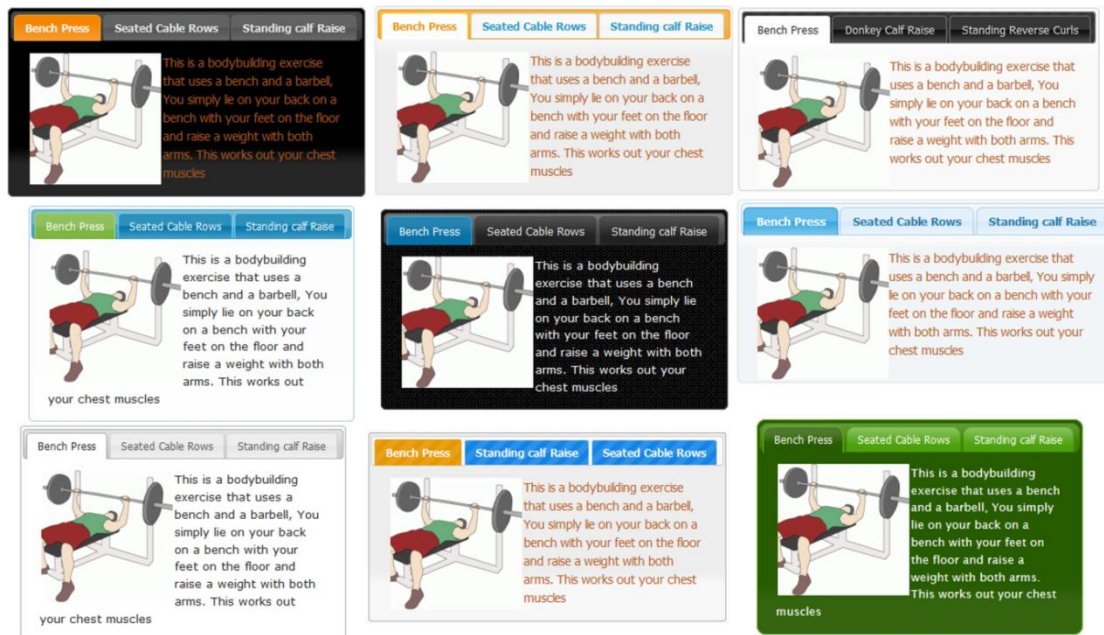 Bench Press Seated Cable Rows Standing calf Raise
This is a bodybuilding exercise
that uses a bench and a barbell,
You simply lie on your back on a
bench with your feet on the floor
and raise a weight with both
arms. This works out your chest
muscles
Bench Press Seated Cable Rows Standing calf Raise
This is a bodybuilding exercise
that uses a bench and a barbell,
You simply lie on your back on a
bench with your feet on the floor
and raise a weight with both
arms. This works out your chest
muscles
Bench Press Donkey Calf Raise Standing Reverse Curls
This is a bodybuilding exercise that
uses a bench and a barbell, You
simply lie on your back on a bench
with your feet on the floor and
raise a weight with both arms. This
works out your chest muscles
Bench Press Seated Cable Rows Standing calf Raise
This is a bodybuilding
exercise that uses a
bench and a barbell, You
simply lie on your back
on a bench with your
feet on the floor and
raise a weight with both
arms. This works out
your chest muscles
Bench Press Seated Cable Rows Standing calf Raise
This is a bodybuilding
exercise that uses a bench
and a barbell, You simply lie
on your back on a bench
with your feet on the floor
and raise a weight with both
arms. This works out your
chest muscles
Bench Press Seated Cable Rows Standing calf Raise
This is a bodybuilding exercise that
uses a bench and a barbell, You simply
lie on your back on a bench with your
feet on the floor and raise a weight
with both arms. This works out your
chest muscles
Bench Press Seated Cable Rows Standing calf Raise
This is a bodybuilding
exercise that uses a
bench and a barbell, You
simply lie on your back
on a bench with your
feet on the floor and
raise a weight with both
arms. This works out
your chest muscles
Bench Press Standing calf Raise Seated Cable Rows
This is a bodybuilding exercise
that uses a bench and a barbell,
You simply lie on your back on a
bench with your feet on the floor
and raise a weight with both
arms. This works out your chest
muscles
Bench Press Seated Cable Rows Standing calf Raise
This is a bodybuilding
exercise that uses a bench
and a barbell, You simply
lie on your back on a
bench with your feet on
the floor and raise a
weight with both arms.
This works out your chest
muscles